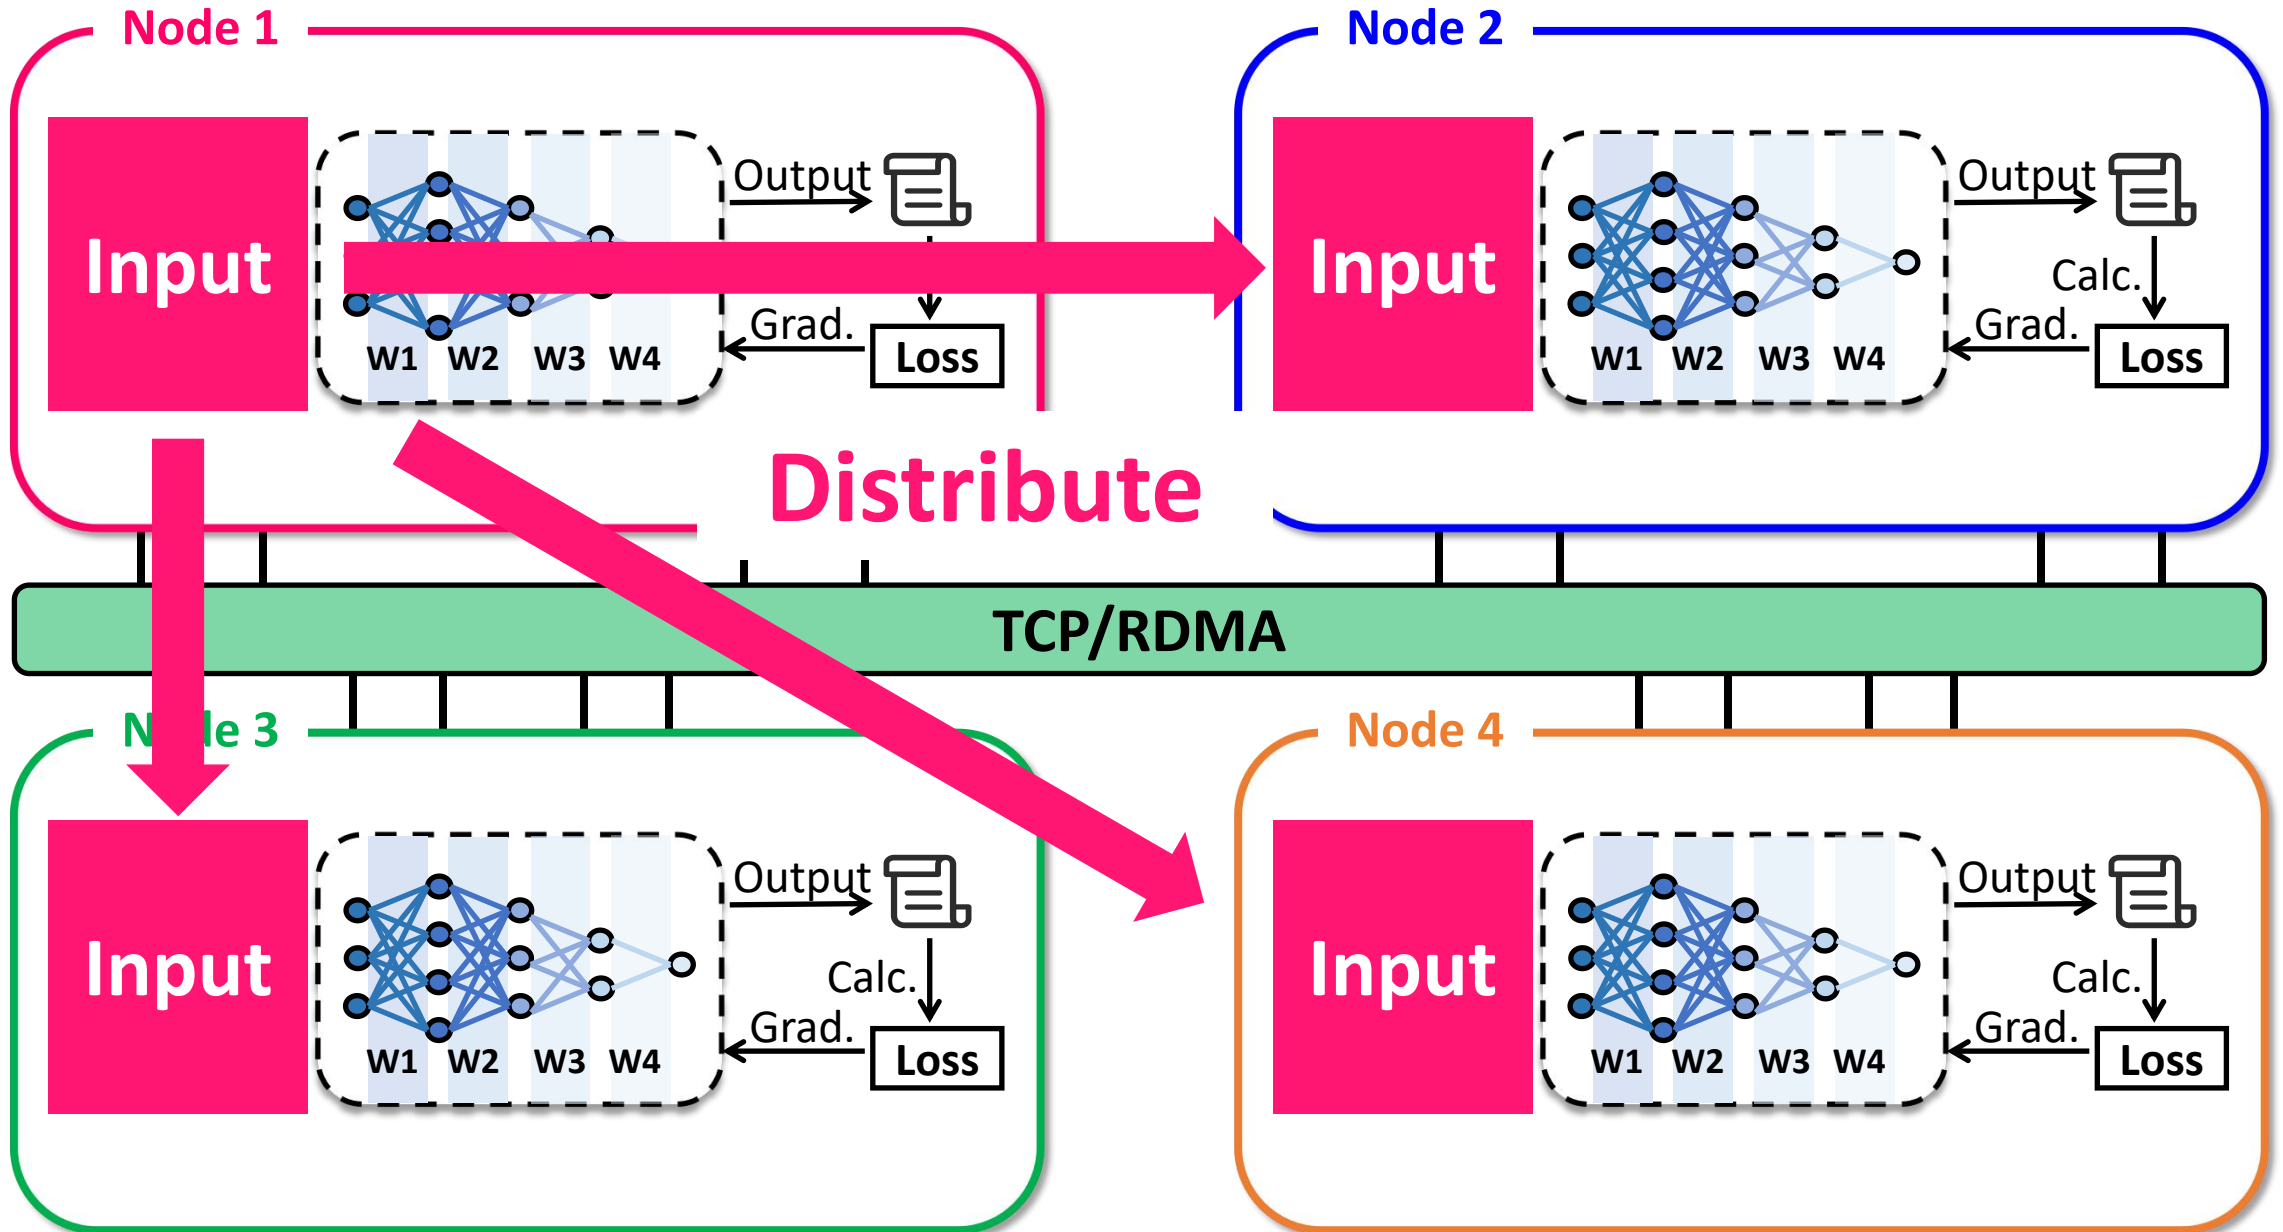 Node 1
Input
Output
Grad.
Loss
W1 W2 W3 W4
Node 2
Input
Output
Calc.
Grad.
Loss
W1 W2 W3 W4
Distribute
TCP/RDMA
Node 3
Input
Output
Calc.
Grad.
Loss
W1 W2 W3 W4
Node 4
Input
Output
Calc.
Grad.
Loss
W1 W2 W3 W4